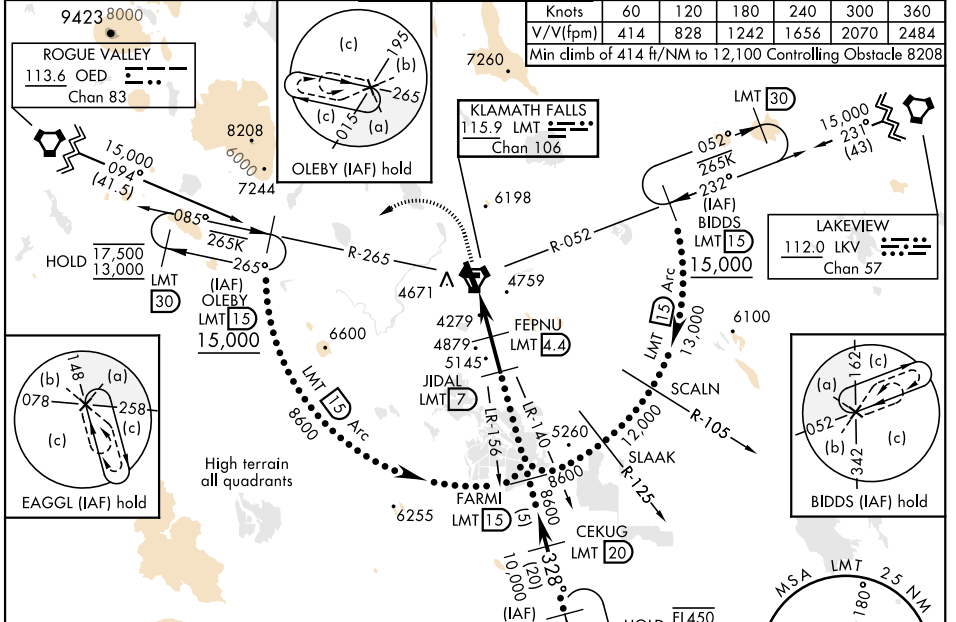 Knots 60 120 180 240 300 360
V/V(fpm) 414 828 1242 1656 2070 2484
Min climb of 414 ft/NM to 12,100 Controlling Obstacle 8208
9423 8000
ROGUE VALLEY
113.6 OED
Chan 83
(c)
195
(b)
265
(c)
015
(a)
OLEBY (IAF) hold
7260
KLAMATH FALLS
115.9 LMT
Chan 106
LMT 30
052°
265K
232°
15,000
231°
(43)
(IAF)
BIDDS
LMT 15
15,000
LAKEVIEW
112.0 LKV
Chan 57
8208
6000
7244
15,000
094°
(41.5)
085°
265K
265°
HOLD 17,500
13,000
LMT
30
(IAF)
OLEBY
LMT 15
15,000
R-265
6198
R-052
4671
4759
4279
4879
5145
FEPNU
LMT 4.4
JIDAL
LMT 7
LR-156
LR-140
LMT 15 Arc
13,000
6100
SCALN
R-105
12,000
SLAAK
R-125
5260
8600
6600
LMT 15 Arc
8600
High terrain
all quadrants
6255
FARMI
LMT 15
(5)
8600
CEKUG
LMT 20
328°
(20)
10,000
(IAF)
HOLD FL450
148
(b)
(a)
078
258
(c)
(c)
EAGGL (IAF) hold
162
(c)
(a)
052
(b)
342
(c)
BIDDS (IAF) hold
MSA LMT 25 NM
180°